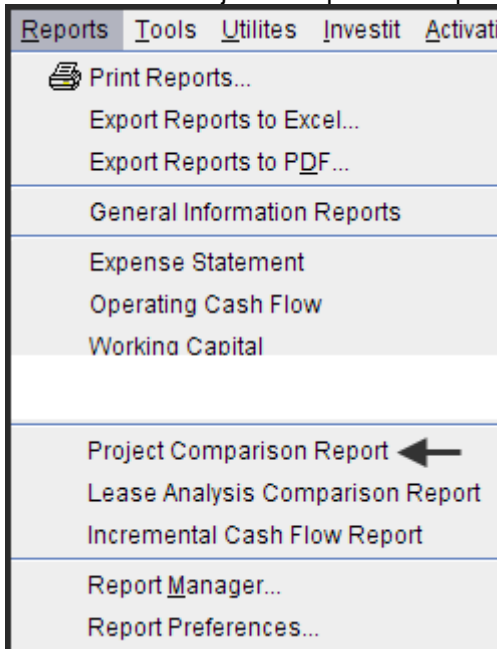 Reports Tools Utilites Investit Activati
Print Reports...
Export Reports to Excel...
Export Reports to PDF...
General Information Reports
Expense Statement
Operating Cash Flow
Working Capital
Project Comparison Report
Lease Analysis Comparison Report
Incremental Cash Flow Report
Report Manager...
Report Preferences...